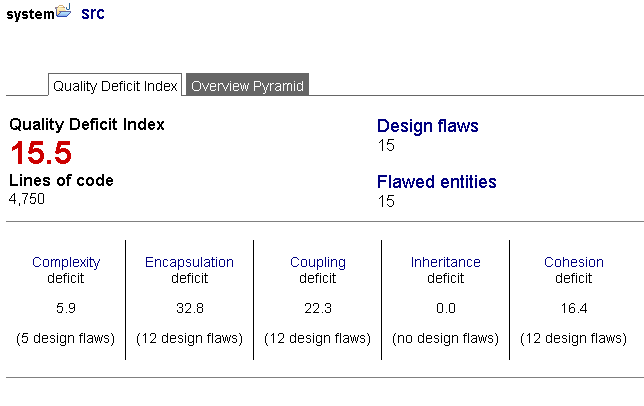 system src
Quality Deficit Index Overview Pyramid
Quality Deficit Index
15.5
Lines of code
4,750
Design flaws
15
Flawed entities
15
Complexity
deficit
5.9
(5 design flaws)
Encapsulation
deficit
32.8
(12 design flaws)
Coupling
deficit
22.3
(12 design flaws)
Inheritance
deficit
0.0
(no design flaws)
Cohesion
deficit
16.4
(12 design flaws)